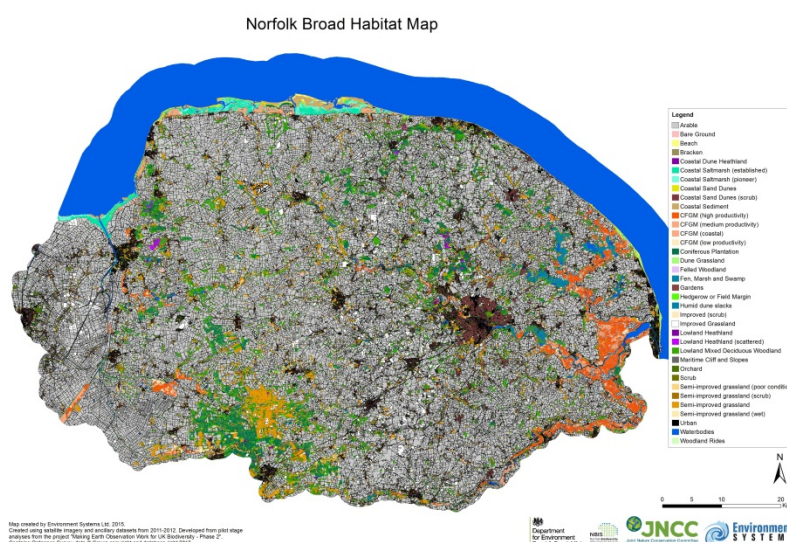 Norfolk Broad Habitat Map
Legend
Arable
Bare Ground
Beach
Bracken
Coastal Dune Heathland
Coastal Saltmarsh (established)
Coastal Saltmarsh (pioneer)
Coastal Sand Dunes
Coastal Sand Dunes (scrub)
Coastal Sediment
CFGM (high productivity)
CFGM (medium productivity)
CFGM (coastal)
CFGM (low productivity)
Coniferous Plantation
Dune Grassland
Felled Woodland
Fen, Marsh and Swamp
Gardens
Hedgerow or Field Margin
Humid dune slacks
Improved (scrub)
Improved Grassland
Lowland Heathland
Lowland Heathland (scattered)
Lowland Mixed Deciduous Woodland
Maritime Cliff and Slopes
Orchard
Scrub
Semi-improved grassland (poor conditi
Semi-improved grassland (scrub)
Semi-improved grassland
Semi-improved grassland (wet)
Urban
Waterbodies
Woodland Rides
N
0 5 10 20
Map created by Environment Systems Ltd, 2015.
Created using satellite imagery and ancillary datasets from 2011-2012. Developed from pilot stage
analyses from the project "Making Earth Observation Work for UK Biodiversity - Phase 2".
Department
for Environment
NBIS
JNCC
Joint Nature Conservation Committee
Environmen
SYSTEM